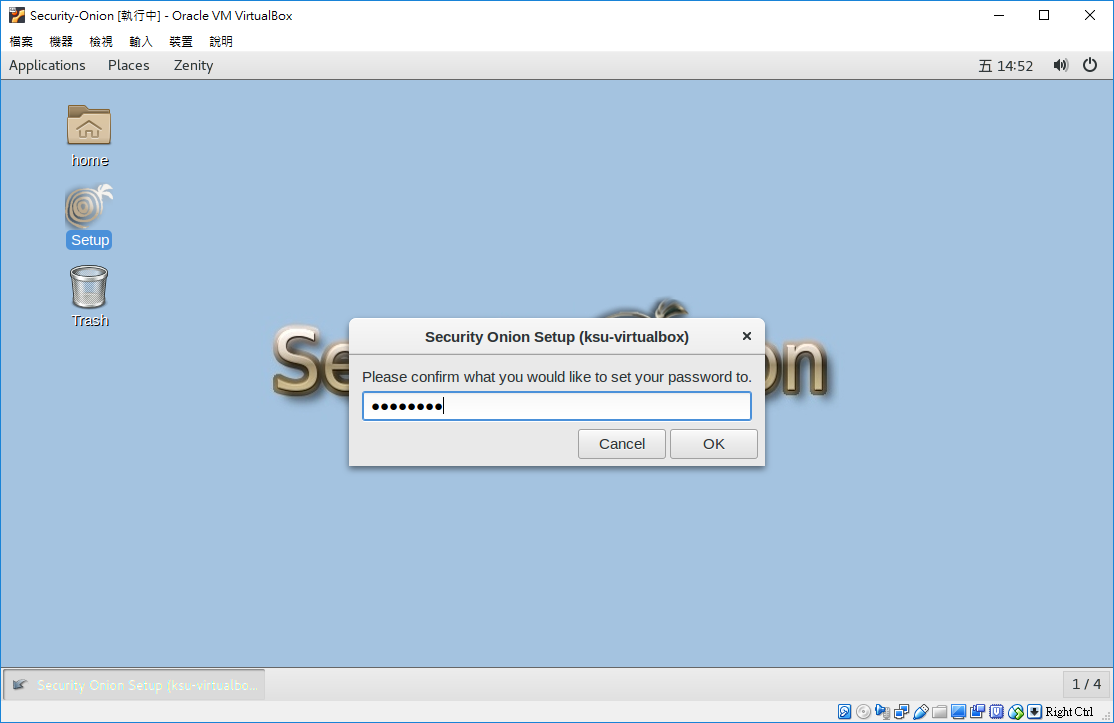 Security-Onion [執行中] - Oracle VM VirtualBox
檔案 機器 檢視 輸入 裝置 說明
Applications Places Zenity 五 14:52
home
Setup
Trash
Security Onion Setup (ksu-virtualbox)
Please confirm what you would like to set your password to.
●●●●●●●●
Cancel OK
Security Onion Setup (ksu-virtualbo... 1 / 4
Right Ctrl